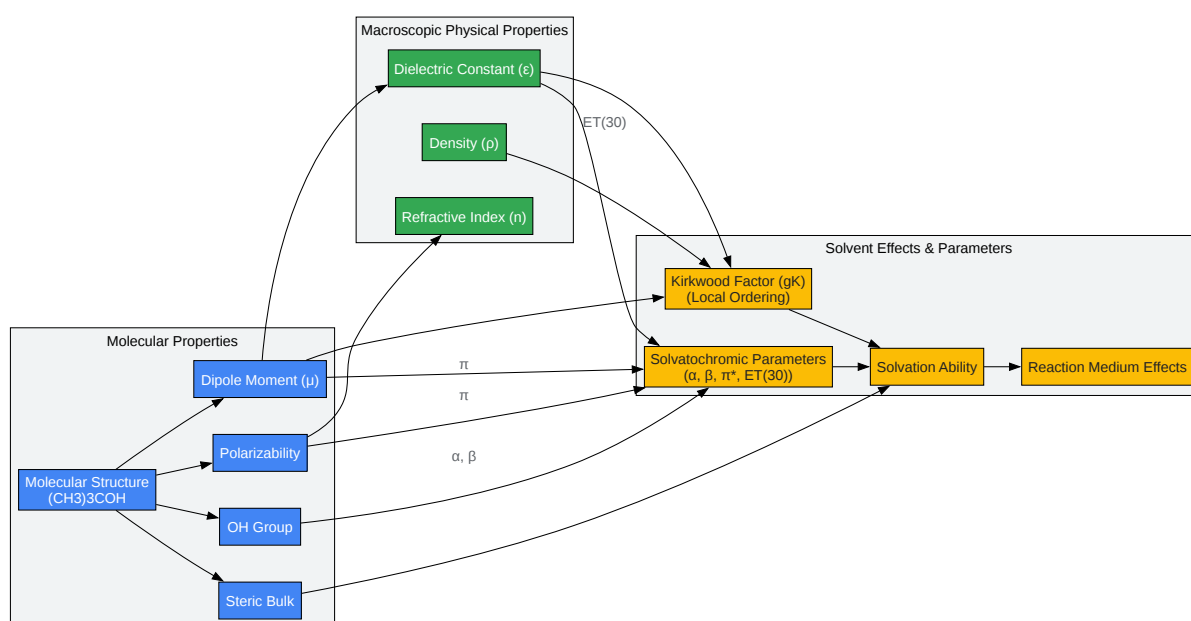 Macroscopic Physical Properties
Dielectric Constant (ε)
ET(30)
Density (ρ)
Refractive Index (n)
Solvent Effects & Parameters
Kirkwood Factor (gK)
(Local Ordering)
Molecular Properties
Dipole Moment (μ)
π
Solvatochromic Parameters
(α, β, π*, ET(30))
Solvation Ability
Reaction Medium Effects
π
Polarizability
α, β
Molecular Structure
(CH3)3COH
OH Group
Steric Bulk